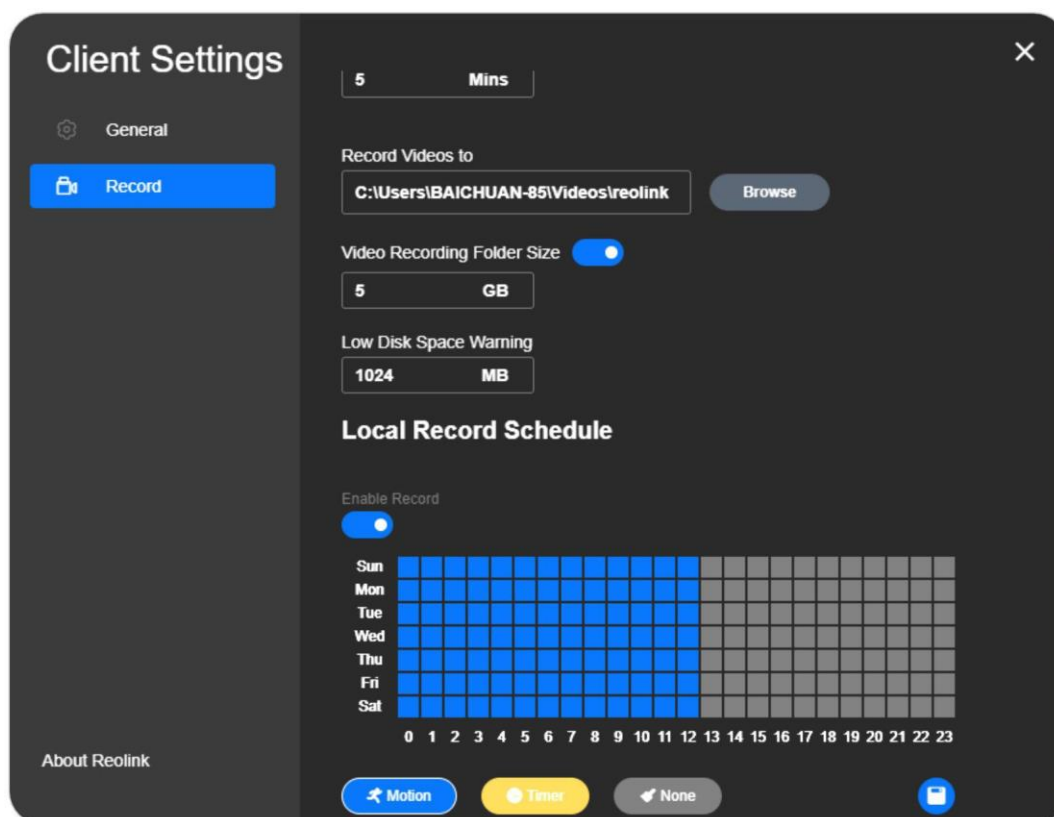 Client Settings
General
Record
About Reolink
5 Mins
Record Videos to
C:\Users\BAICHUAN-85\Videos\reolink Browse
Video Recording Folder Size
5 GB
Low Disk Space Warning
1024 MB
Local Record Schedule
Enable Record
Sun
Mon
Tue
Wed
Thu
Fri
Sat
0 1 2 3 4 5 6 7 8 9 10 11 12 13 14 15 16 17 18 19 20 21 22 23
Motion Timer None